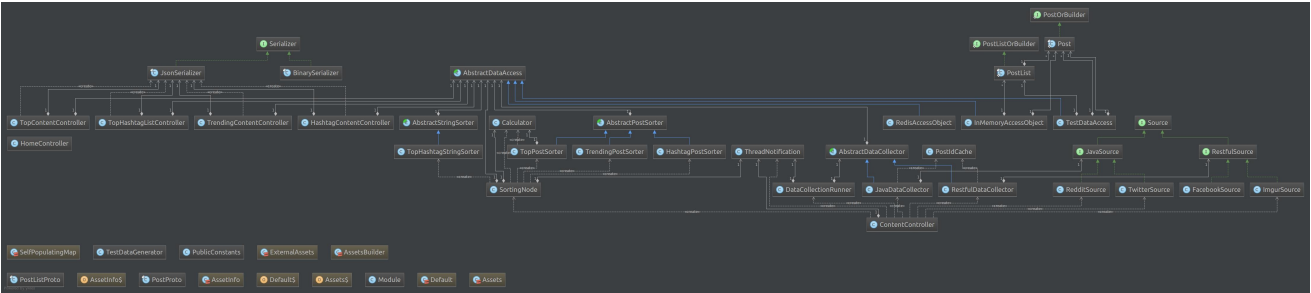 PostOrBuilder
Serializer
PostListOrBuilder
Post
JsonSerializer
BinarySerializer
AbstractDataAccess
PostList
TopContentController
TopHashtagListController
TrendingContentController
HashtagContentController
AbstractStringSorter
Calculator
AbstractPostSorter
RedisAccessObject
InMemoryAccessObject
TestDataAccess
Source
HomeController
TopHashtagStringSorter
TopPostSorter
TrendingPostSorter
HashtagPostSorter
ThreadNotification
AbstractDataCollector
PostIdCache
JavaSource
RestfulSource
SortingNode
DataCollectionRunner
JavaDataCollector
RestfulDataCollector
RedditSource
TwitterSource
FacebookSource
ImgurSource
ContentController
SelfPopulatingMap
TestDataGenerator
PublicConstants
ExternalAssets
AssetsBuilder
PostListProto
AssetInfo$
PostProto
AssetInfo
Default$
Assets$
Module
Default
Assets